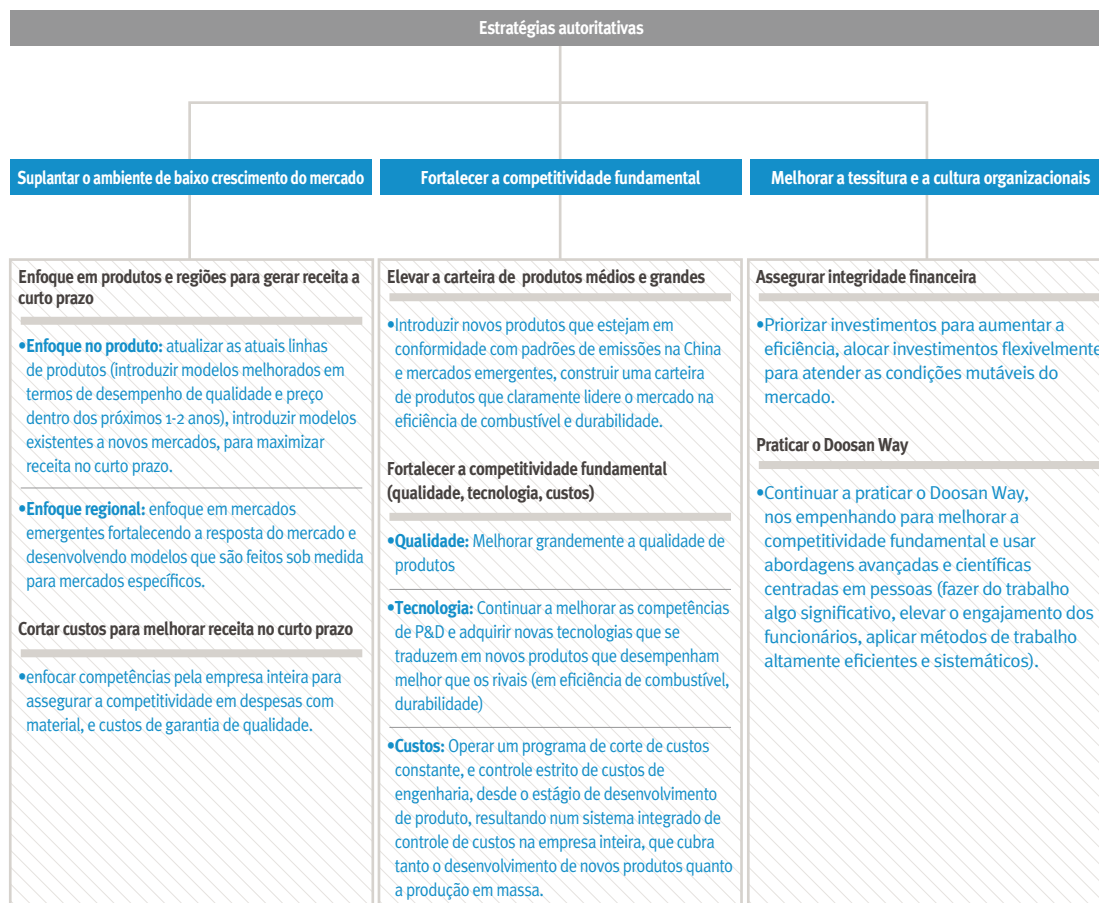 Estratégias autoritativas
Suplantar o ambiente de baixo crescimento do mercado
Fortalecer a competitividade fundamental
Melhorar a tessitura e a cultura organizacionais
Enfoque em produtos e regiões para gerar receita a
curto prazo
•Enfoque no produto: atualizar as atuais linhas
de produtos (introduzir modelos melhorados em
termos de desempenho de qualidade e preço
dentro dos próximos 1-2 anos), introduzir modelos
existentes a novos mercados, para maximizar
receita no curto prazo.
•Enfoque regional: enfoque em mercados
emergentes fortalecendo a resposta do mercado e
desenvolvendo modelos que são feitos sob medida
para mercados específicos.
Cortar custos para melhorar receita no curto prazo
•enfocar competências pela empresa inteira para
assegurar a competitividade em despesas com
material, e custos de garantia de qualidade.
Elevar a carteira de produtos médios e grandes
•Introduzir novos produtos que estejam em
conformidade com padrões de emissões na China
e mercados emergentes, construir uma carteira
de produtos que claramente lidere o mercado na
eficiência de combustível e durabilidade.
Fortalecer a competitividade fundamental
(qualidade, tecnologia, custos)
•Qualidade: Melhorar grandemente a qualidade de
produtos
•Tecnologia: Continuar a melhorar as competências
de P&D e adquirir novas tecnologias que se
traduzem em novos produtos que desempenham
melhor que os rivais (em eficiência de combustível,
durabilidade)
•Custos: Operar um programa de corte de custos
constante, e controle estrito de custos de
engenharia, desde o estágio de desenvolvimento
de produto, resultando num sistema integrado de
controle de custos na empresa inteira, que cubra
tanto o desenvolvimento de novos produtos quanto
a produção em massa.
Assegurar integridade financeira
•Priorizar investimentos para aumentar a
eficiência, alocar investimentos flexivelmente
para atender as condições mutáveis do
mercado.
Praticar o Doosan Way
•Continuar a praticar o Doosan Way,
nos empenhando para melhorar a
competitividade fundamental e usar
abordagens avançadas e científicas
centradas em pessoas (fazer do trabalho
algo significativo, elevar o engajamento dos
funcionários, aplicar métodos de trabalho
altamente eficientes e sistemáticos).